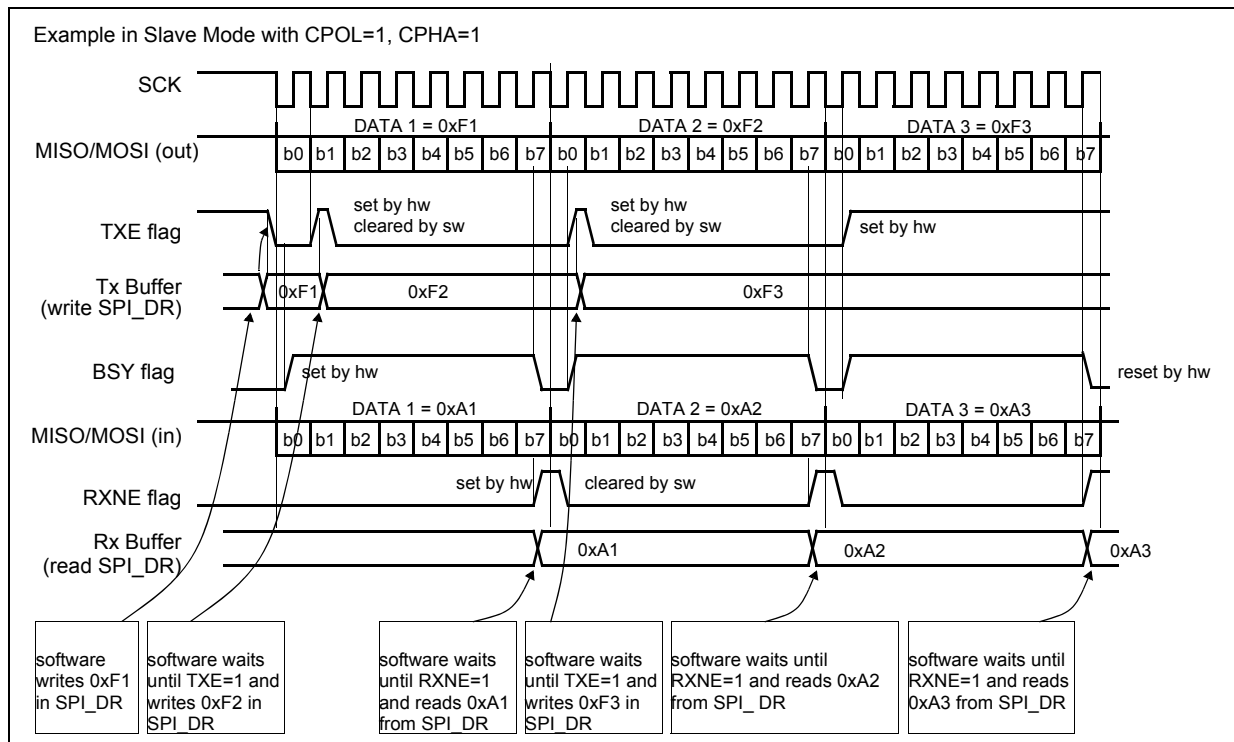 Example in Slave Mode with CPOL=1, CPHA=1
SCK
DATA 1 = 0xF1 DATA 2 = 0xF2 DATA 3 = 0xF3
MISO/MOSI (out) b0 b1 b2 b3 b4 b5 b6 b7 b0 b1 b2 b3 b4 b5 b6 b7 b0 b1 b2 b3 b4 b5 b6 b7
set by hw
cleared by sw
set by hw
cleared by sw
TXE flag
set by hw
Tx Buffer
(write SPI_DR)
0xF1 0xF2 0xF3
BSY flag
set by hw
reset by hw
DATA 1 = 0xA1 DATA 2 = 0xA2 DATA 3 = 0xA3
MISO/MOSI (in) b0 b1 b2 b3 b4 b5 b6 b7 b0 b1 b2 b3 b4 b5 b6 b7 b0 b1 b2 b3 b4 b5 b6 b7
RXNE flag
set by hw
cleared by sw
Rx Buffer
(read SPI_DR)
0xA1 0xA2 0xA3
software
writes 0xF1
in SPI_DR
software waits
until TXE=1 and
writes 0xF2 in
SPI_DR
software waits
until RXNE=1
and reads 0xA1
from SPI_DR
software waits
until TXE=1 and
writes 0xF3 in
SPI_DR
software waits until
RXNE=1 and reads 0xA2
from SPI_ DR
software waits until
RXNE=1 and reads
0xA3 from SPI_DR